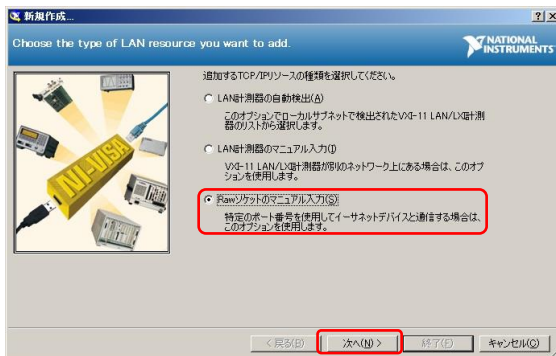 新規作成...
Choose the type of LAN resource you want to add.
NATIONAL
INSTRUMENTS
追加するTCP/IPリソースの種類を選択してください。
LAN計測器の自動検出(A)
このオプションでローカルサブネットで検出されたVXI-11 LAN/LXI計測
器のリストから選択します。
LAN計測器のマニュアル入力(I)
VXI-11 LAN/LXI計測器が別のネットワーク上にある場合は、このオプ
ションを使用します。
Rawソケットのマニュアル入力(S)
特定のポート番号を使用してイーサネットデバイスと通信する場合は、
このオプションを使用します。
NI-VISA
< 戻る(B)
次へ(N) >
終了(F)
キャンセル(C)